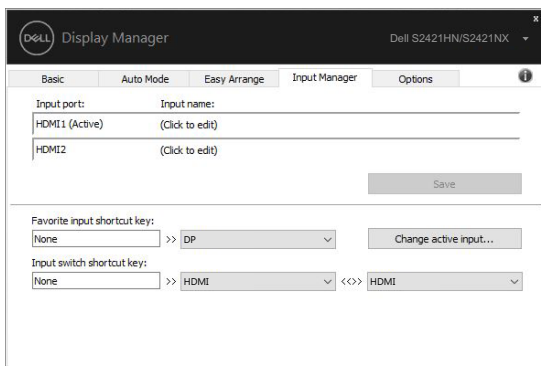 x
DELL Display Manager Dell S2421HN/S2421NX
Basic Auto Mode Easy Arrange Input Manager Options i
Input port: Input name:
HDMI1 (Active) (Click to edit)
HDMI2 (Click to edit)
Save
Favorite input shortcut key:
None >> DP Change active input...
Input switch shortcut key:
None >> HDMI <<>> HDMI